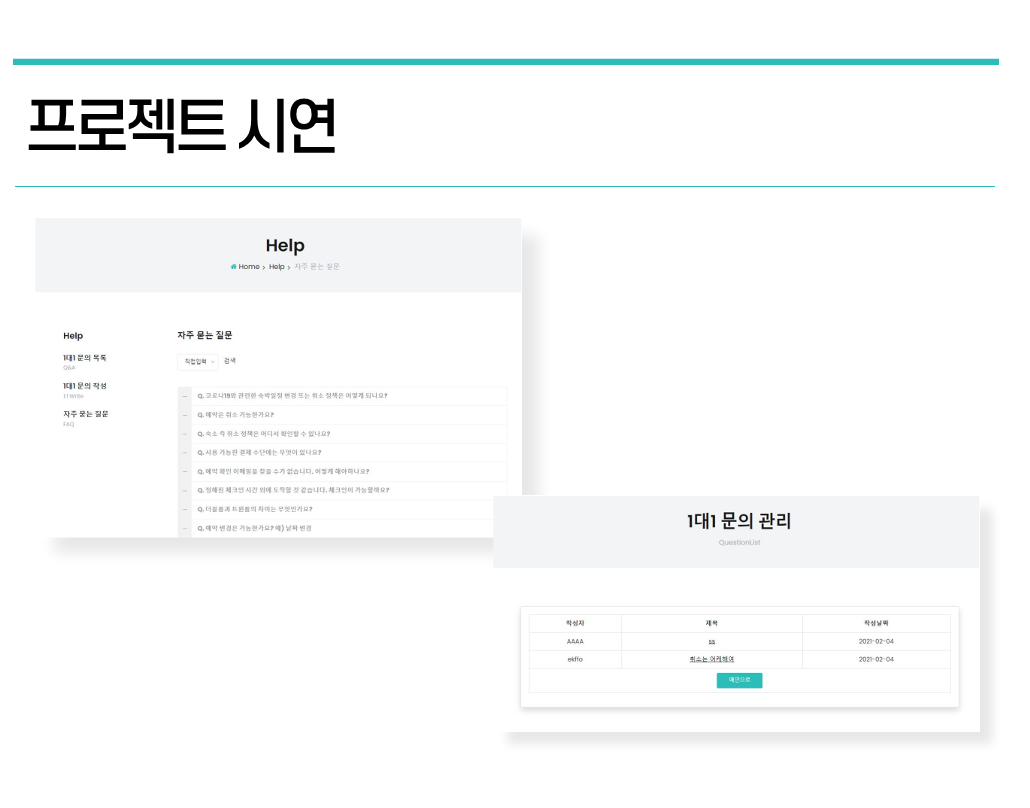 프로젝트 시연
Help
Home > Help > 자주 묻는 질문
Help
1대1 문의 목록
Q&A
1대1 문의 작성
1:1 Write
자주 묻는 질문
FAQ
자주 묻는 질문
직접입력 검색
Q. 코로나19와 관련한 숙박일정 변경 또는 취소 정책은 어떻게 되나요?
Q. 예약은 취소 가능한가요?
Q. 숙소 측 취소 정책은 어디서 확인할 수 있나요?
Q. 사용 가능한 결제 수단에는 무엇이 있나요?
Q. 예약 확인 이메일을 찾을 수가 없습니다. 어떻게 해야하나요?
Q. 정해진 체크인 시간 외에 도착할 것 같습니다. 체크인이 가능할까요?
Q. 더블룸과 트윈룸의 차이는 무엇인가요?
Q. 예약 변경은 가능한가요? 예) 날짜 변경
1대1 문의 관리
QuestionList
작성자 제목 작성날짜
AAAA ss 2021-02-04
ekffo 취소는 어케하여 2021-02-04
메인으로